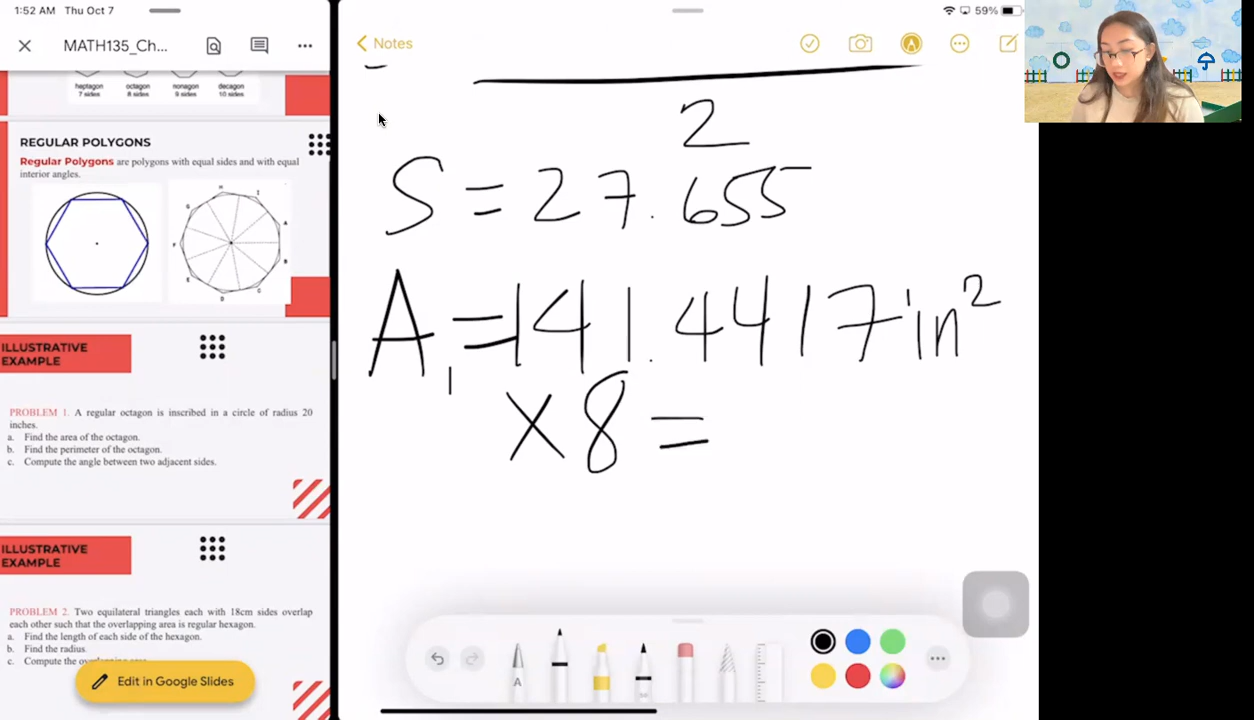 1:52 AM Thu Oct 7
MATH135_Ch...
heptagon
7 sides
octagon
8 sides
nonagon
9 sides
decagon
10 sides
REGULAR POLYGONS
Regular Polygons are polygons with equal sides and with equal
interior angles.
ILLUSTRATIVE
EXAMPLE
PROBLEM 1. A regular octagon is inscribed in a circle of radius 20
inches.
a. Find the area of the octagon.
b. Find the perimeter of the octagon.
c. Compute the angle between two adjacent sides.
ILLUSTRATIVE
EXAMPLE
PROBLEM 2. Two equilateral triangles each with 18cm sides overlap
each other such that the overlapping area is regular hexagon.
a. Find the length of each side of the hexagon.
b. Find the radius.
c. Compute the
Edit in Google Slides
59%
Notes
2
S = 27.655
A₁ = 141.4417 in²
× 8 =